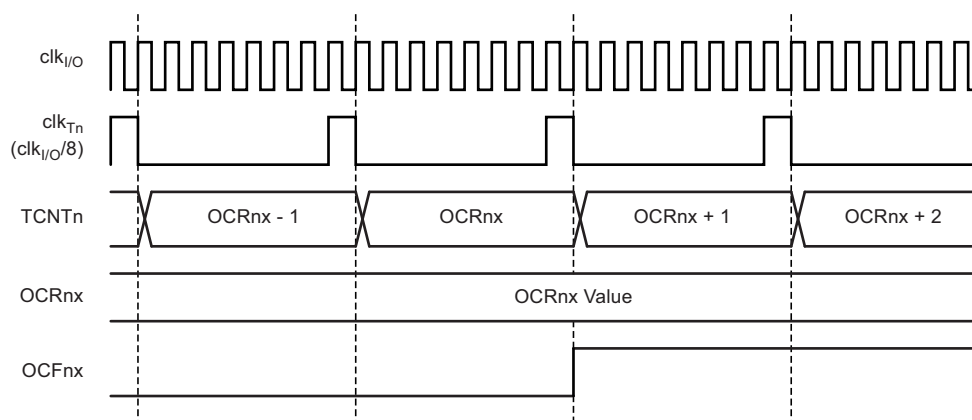 clkI/O
clkTn
(clkI/O/8)
TCNTn OCRnx - 1 OCRnx OCRnx + 1 OCRnx + 2
OCRnx OCRnx Value
OCFnx